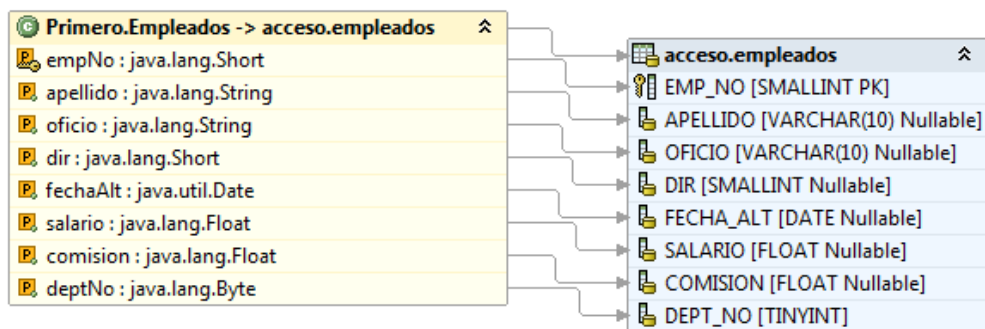 Primero.Empleados -> acceso.empleados
empNo : java.lang.Short
apellido : java.lang.String
oficio : java.lang.String
dir : java.lang.Short
fechaAlt : java.util.Date
salario : java.lang.Float
comision : java.lang.Float
deptNo : java.lang.Byte
acceso.empleados
EMP_NO [SMALLINT PK]
APELLIDO [VARCHAR(10) Nullable]
OFICIO [VARCHAR(10) Nullable]
DIR [SMALLINT Nullable]
FECHA_ALT [DATE Nullable]
SALARIO [FLOAT Nullable]
COMISION [FLOAT Nullable]
DEPT_NO [TINYINT]